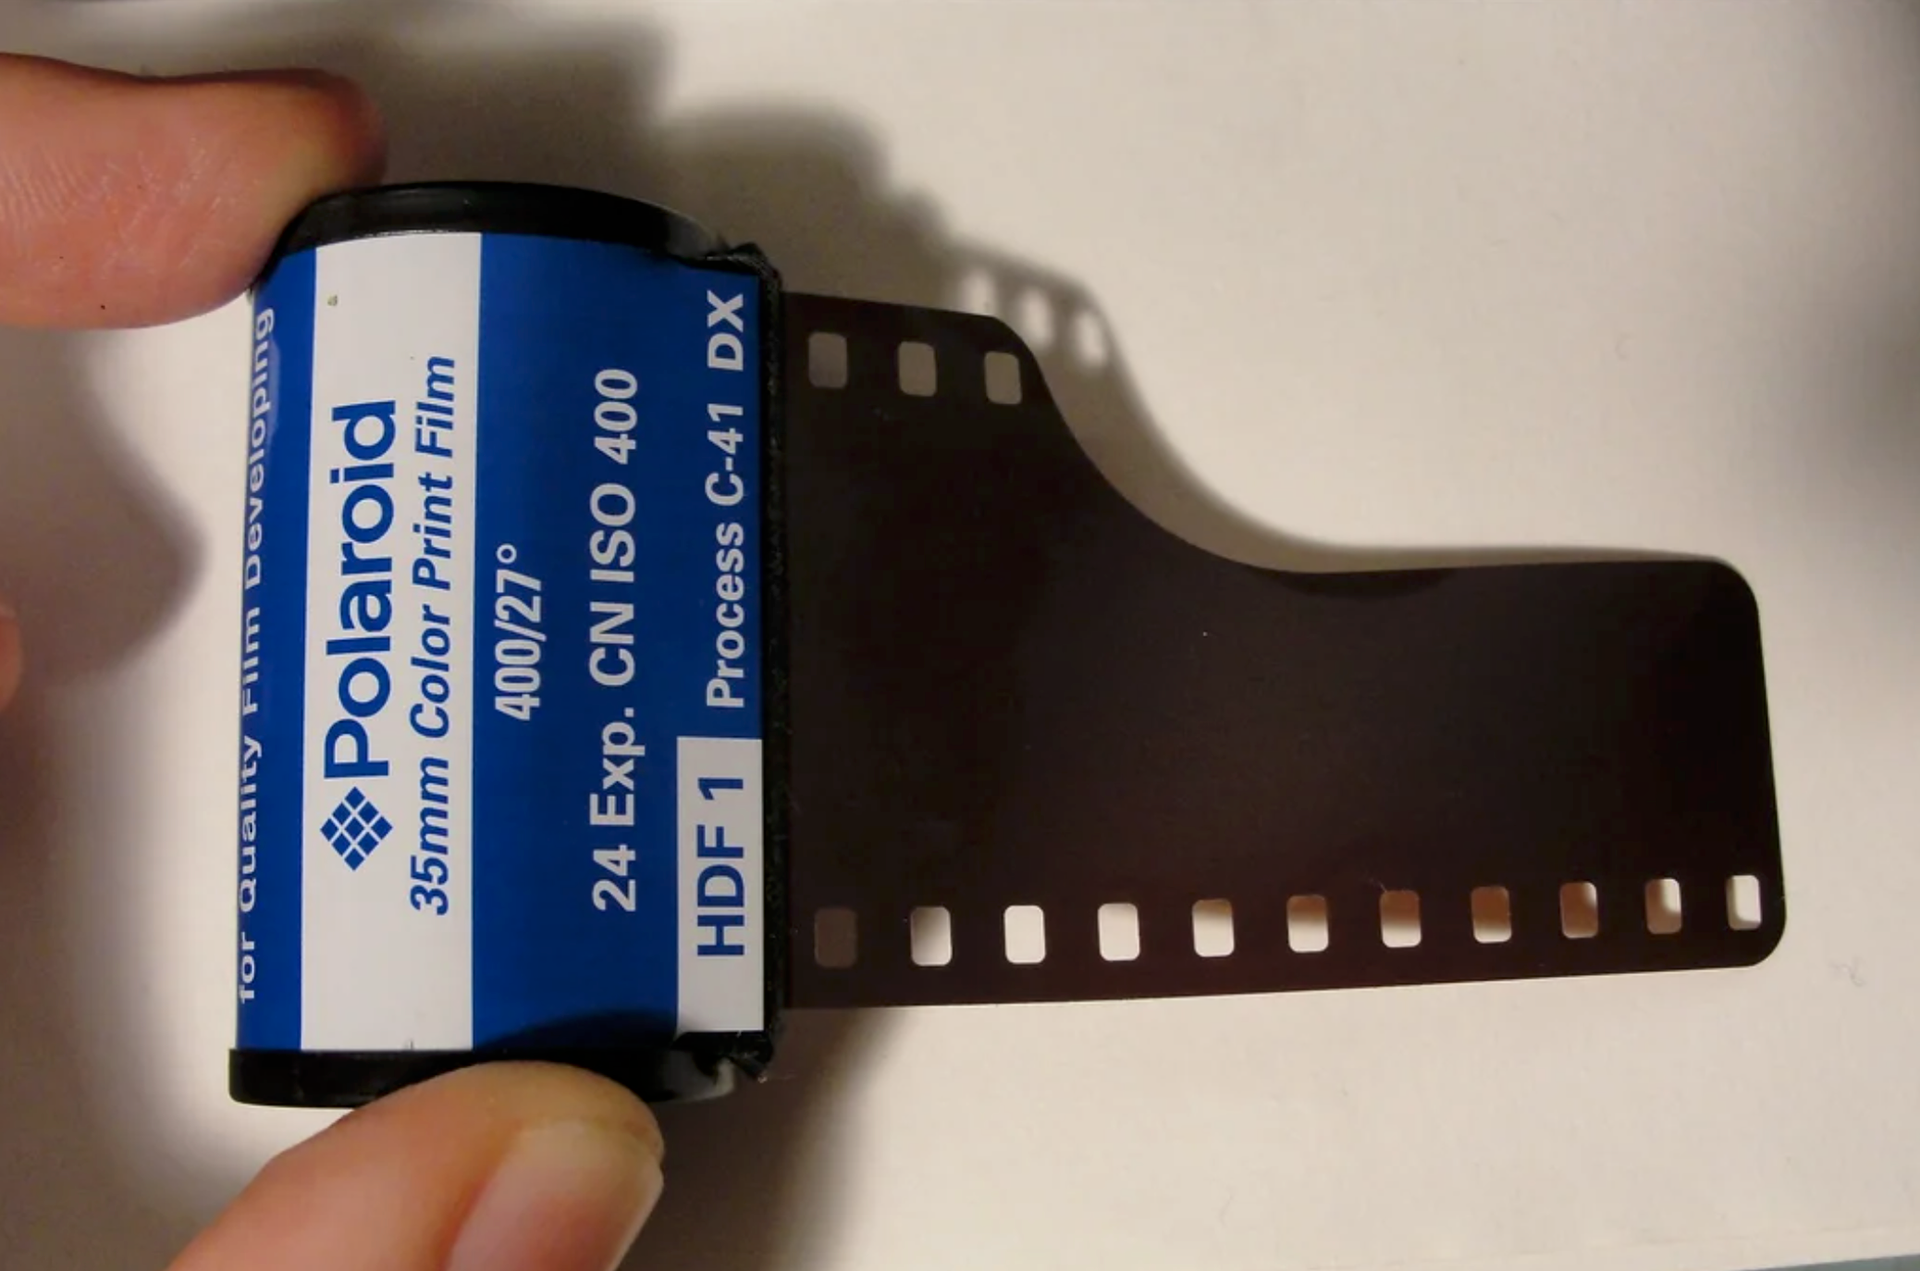 for Quality Film Developing
Polaroid
35mm Color Print Film
400/27°
24 Exp. CN ISO 400
HDF 1 Process C-41 DX